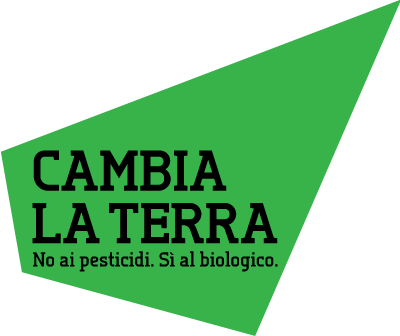 CAMBIA
LA TERRA
No ai pesticidi. Sì al biologico.